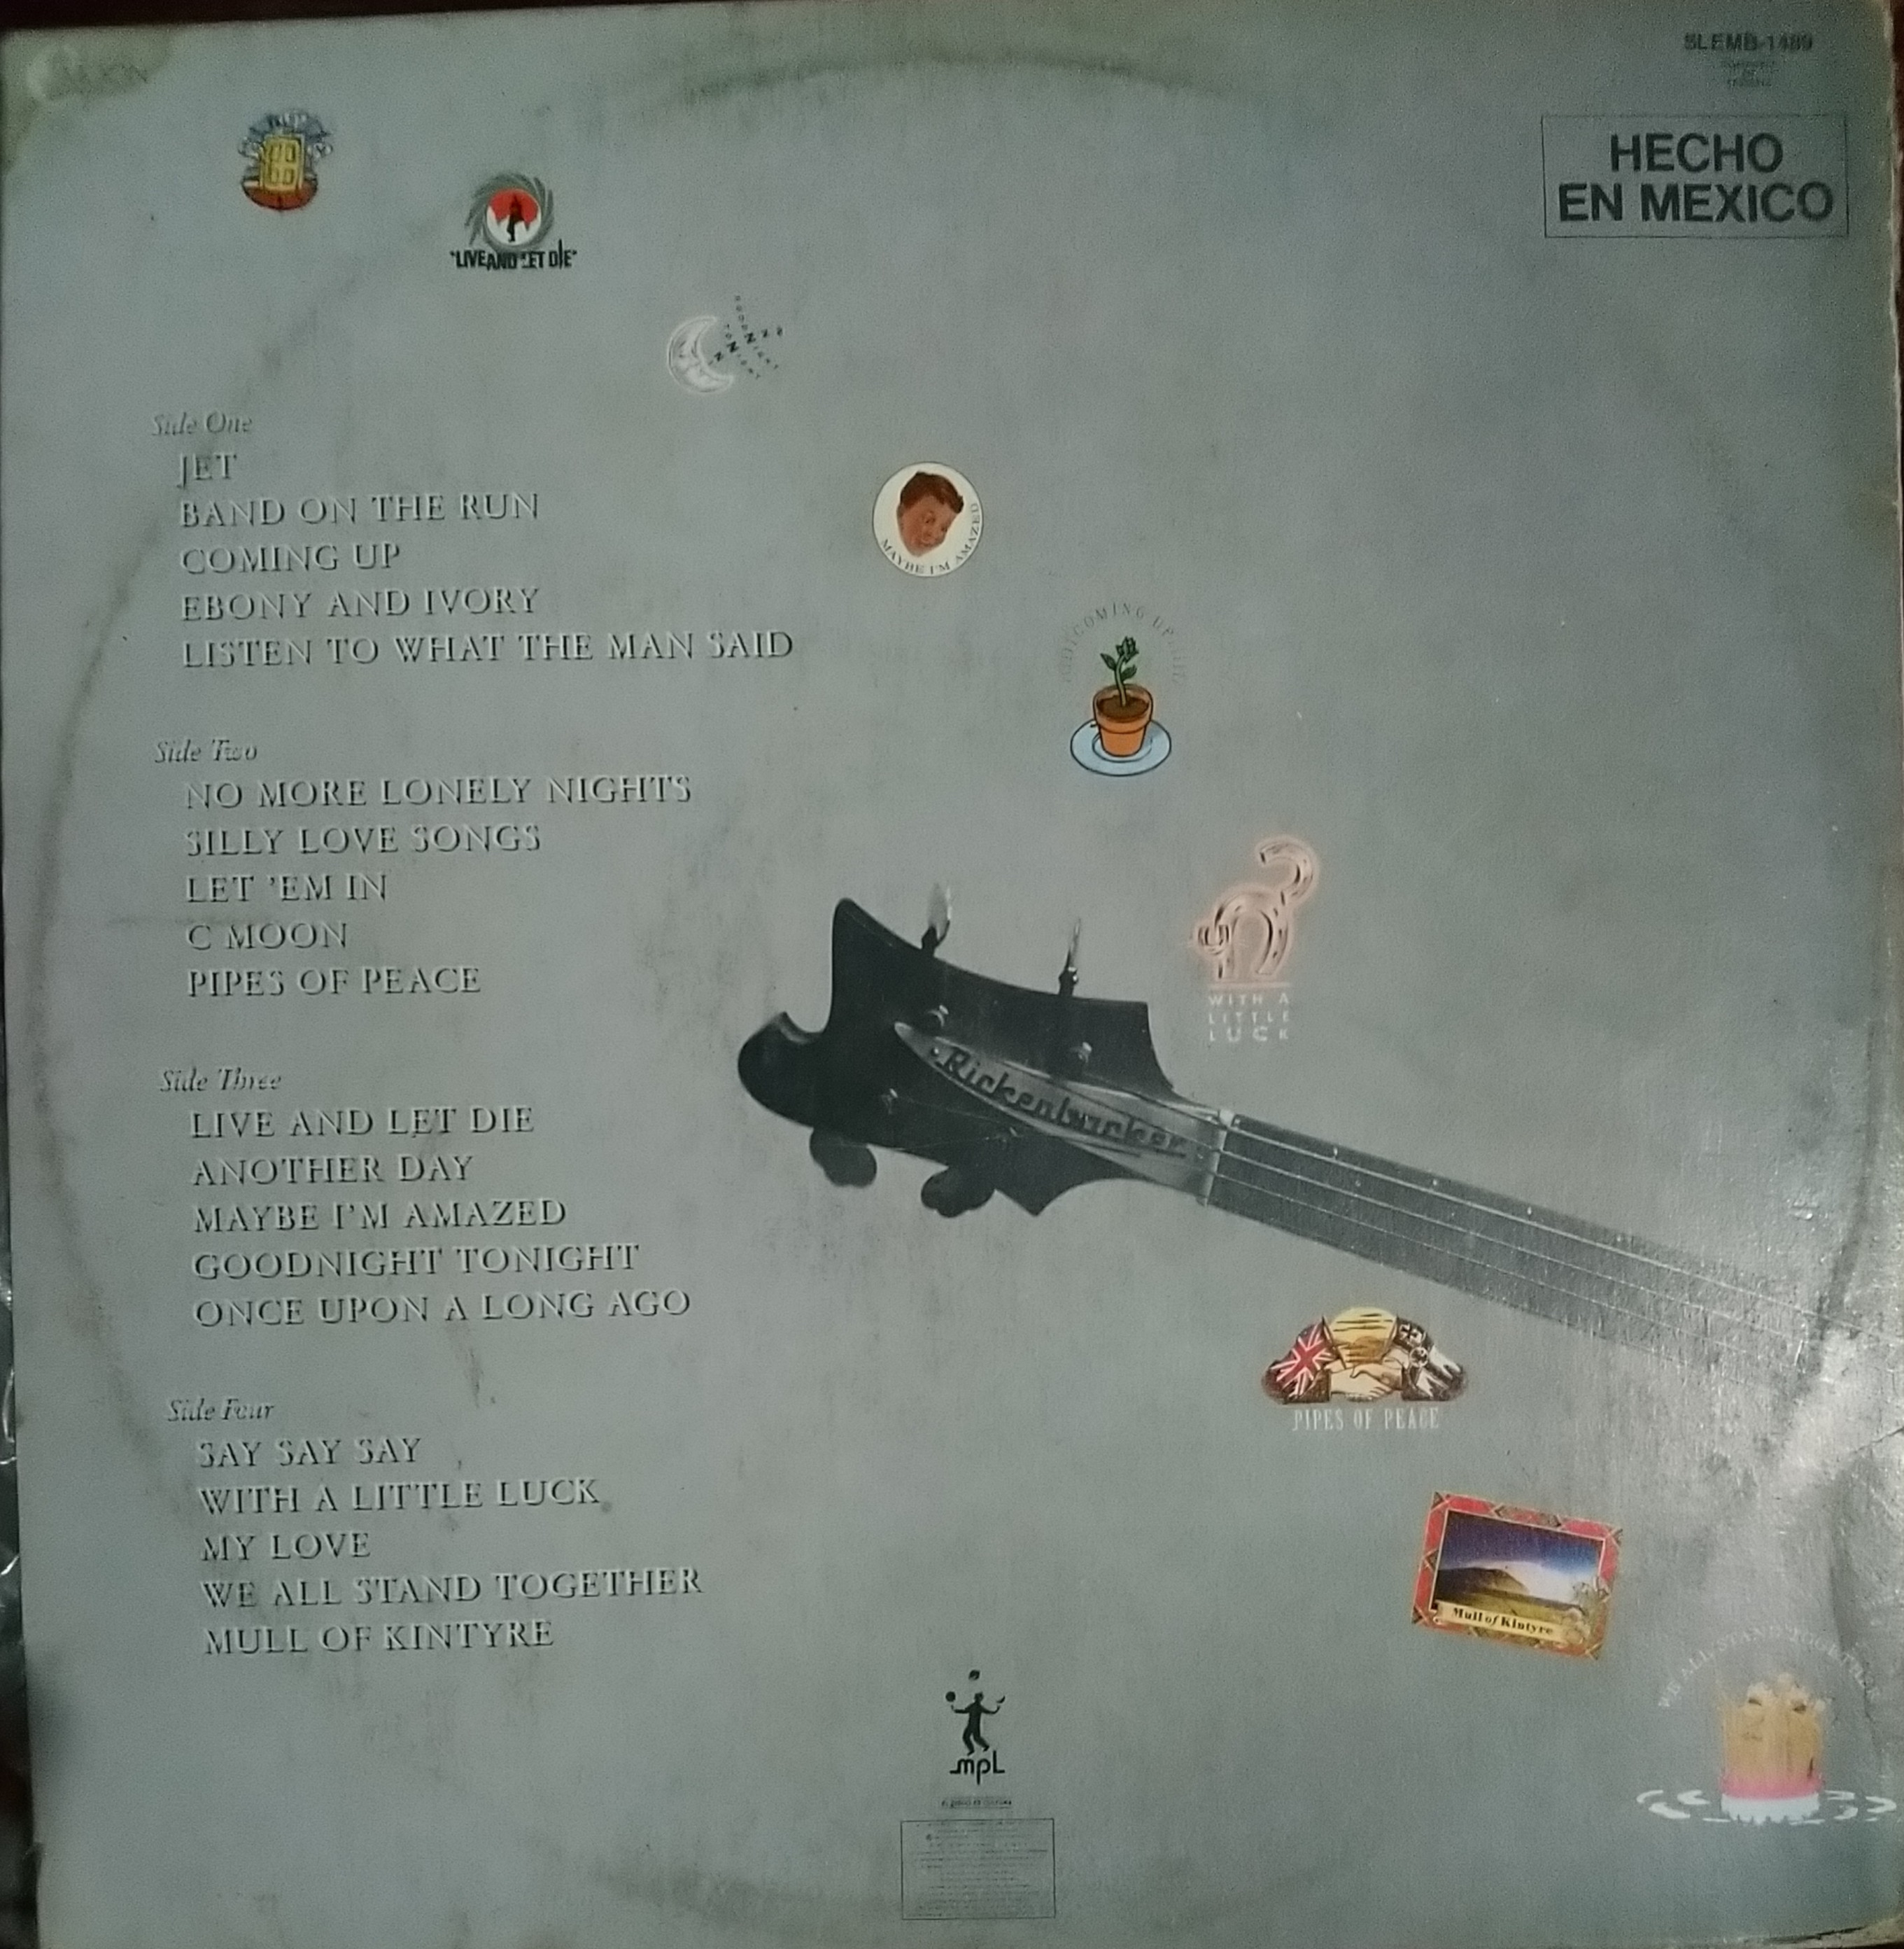 SLEMB-1489
HECHO
EN MEXICO
"LIVE AND LET DIE"
Side One
JET
BAND ON THE RUN
COMING UP
EBONY AND IVORY
LISTEN TO WHAT THE MAN SAID
MAYBE I'M AMAZED
COMING UP
Side Two
NO MORE LONELY NIGHTS
SILLY LOVE SONGS
LET 'EM IN
C MOON
PIPES OF PEACE
WITH A
LITTLE
LUCK
Rickenbacker
Side Three
LIVE AND LET DIE
ANOTHER DAY
MAYBE I'M AMAZED
GOODNIGHT TONIGHT
ONCE UPON A LONG AGO
PIPES OF PEACE
Side Four
SAY SAY SAY
WITH A LITTLE LUCK
MY LOVE
WE ALL STAND TOGETHER
MULL OF KINTYRE
Mull of Kintyre
WE ALL STAND TOGETHER
mpL